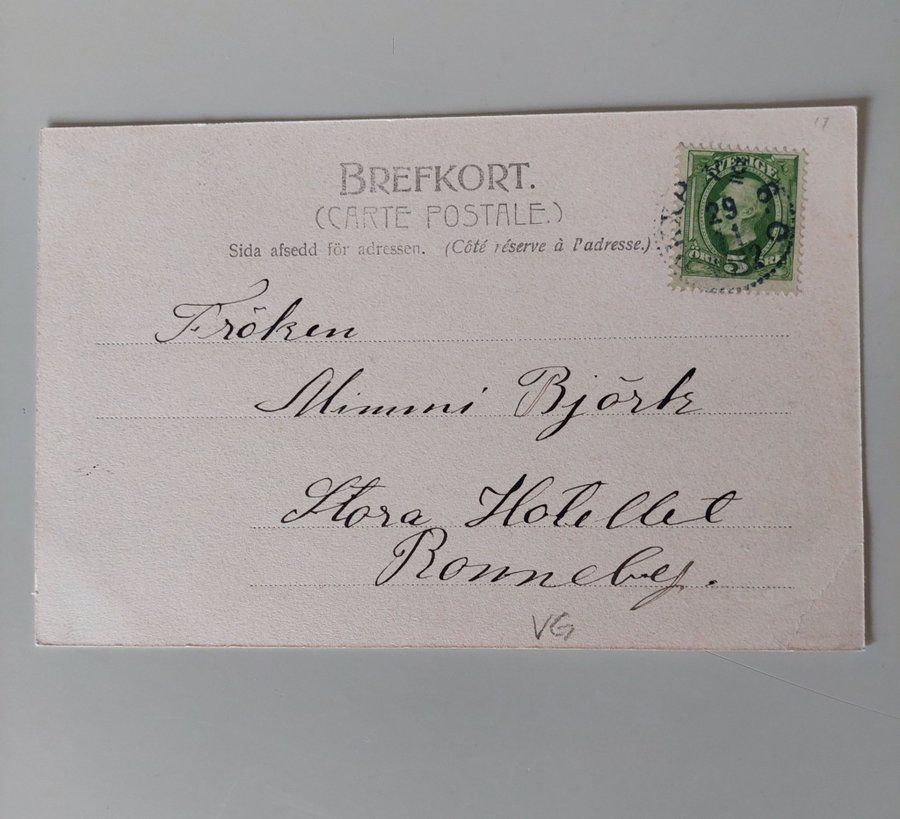 17
BREFKORT.
(CARTE POSTALE.)
Sida afsedd för adressen. (Côté réserve à l'adresse.)
SVERIGE
29
1
5
Fröken
Mimmi Björk
Stora Hotellet
Ronneby.
VG